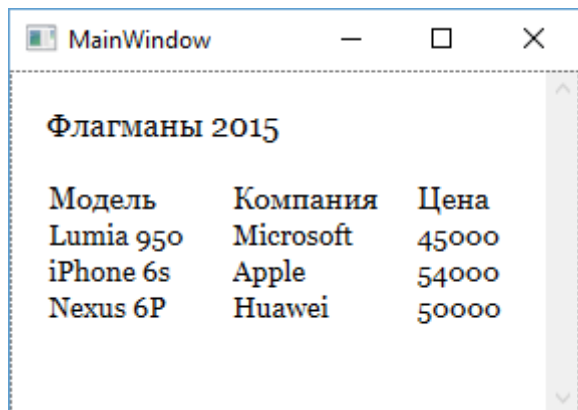 MainWindow
Флагманы 2015
Модель Компания Цена
Lumia 950 Microsoft 45000
iPhone 6s Apple 54000
Nexus 6P Huawei 50000